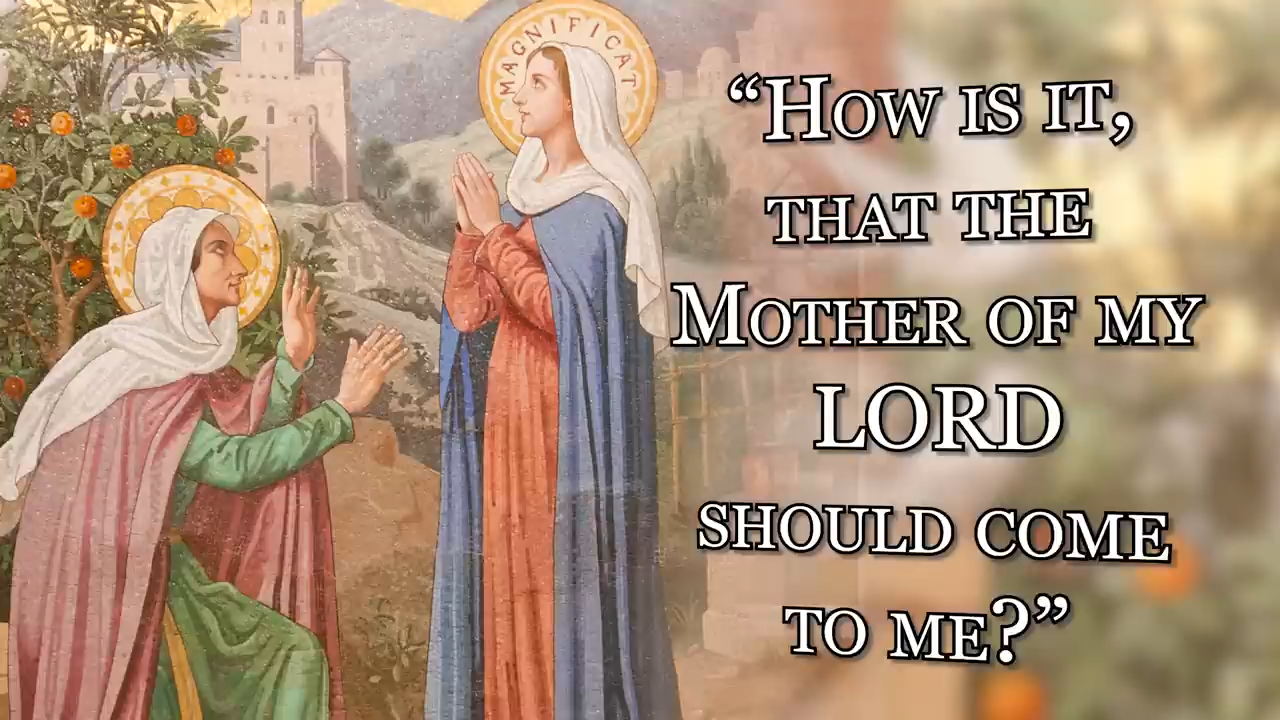 MAGNIFICAT
“How is it,
that the
Mother of my
LORD
should come
to me?”